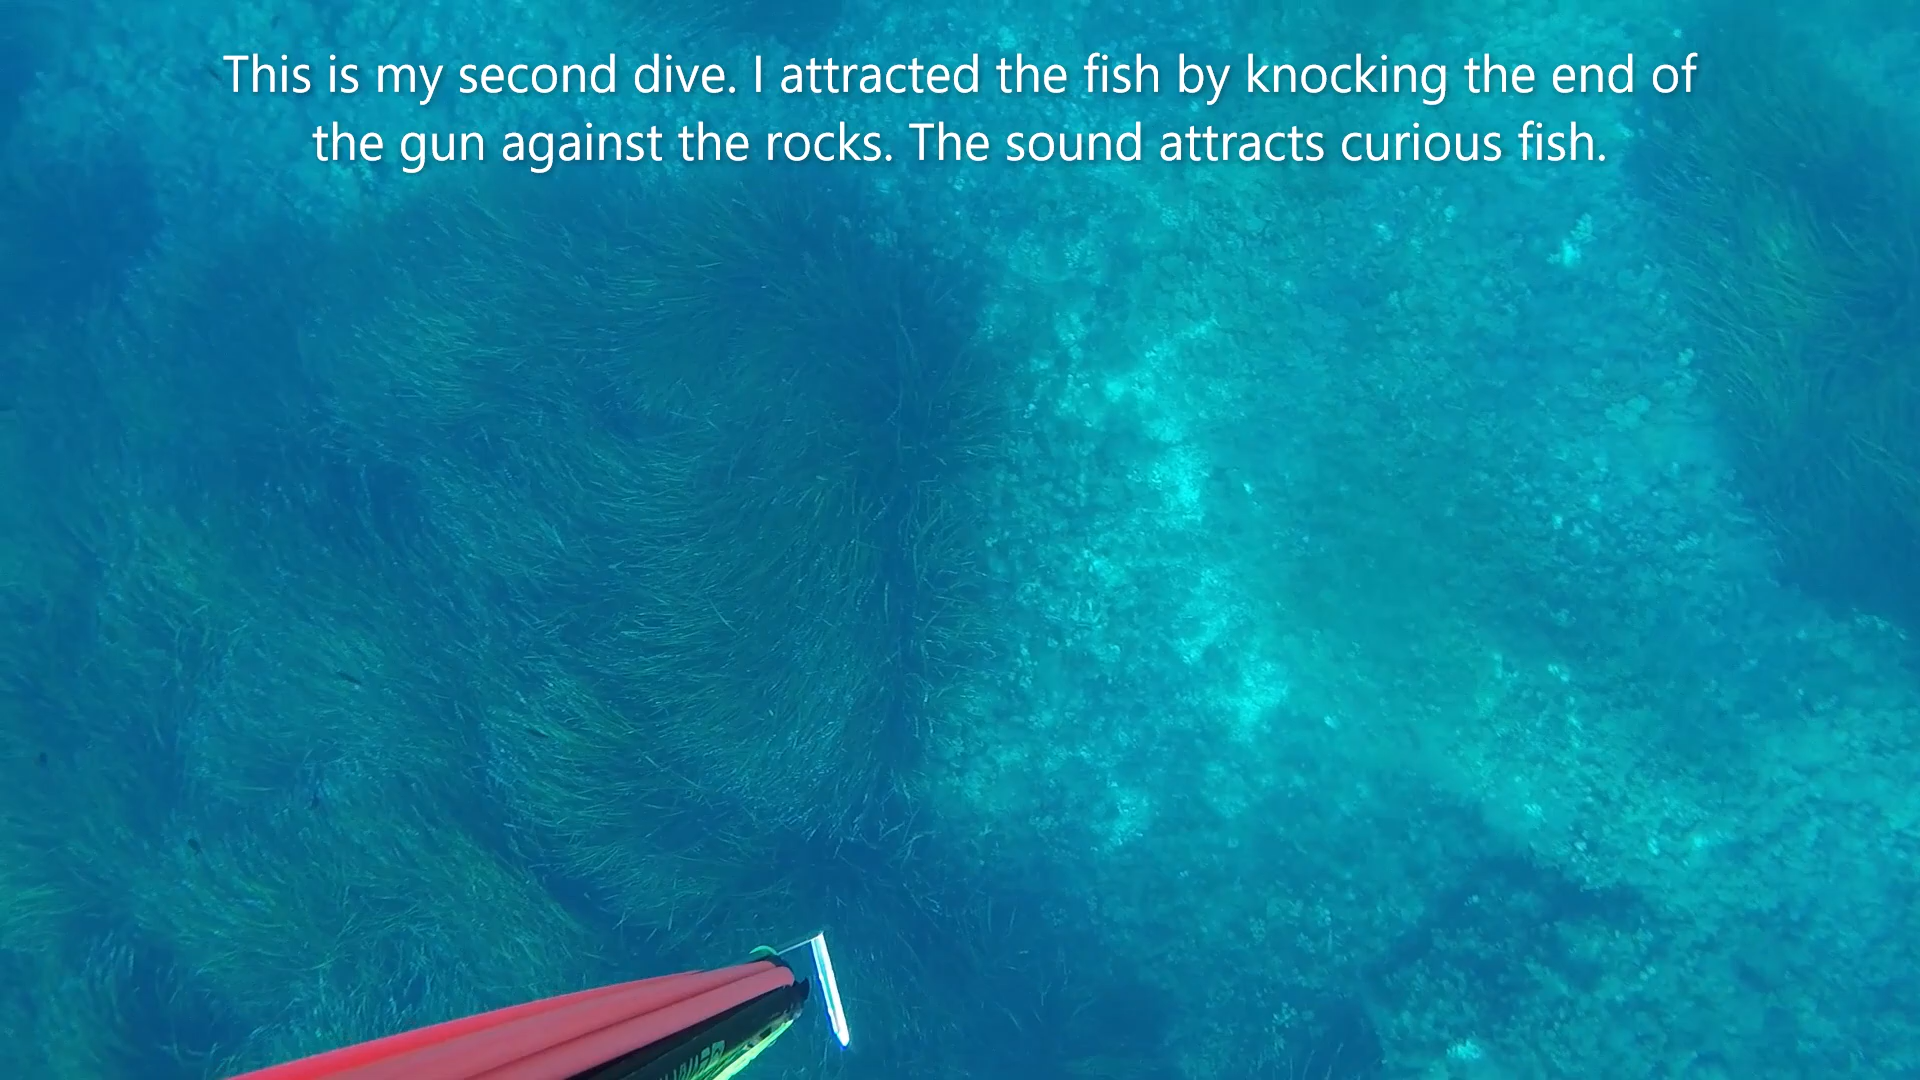 This is my second dive. I attracted the fish by knocking the end of
the gun against the rocks. The sound attracts curious fish.